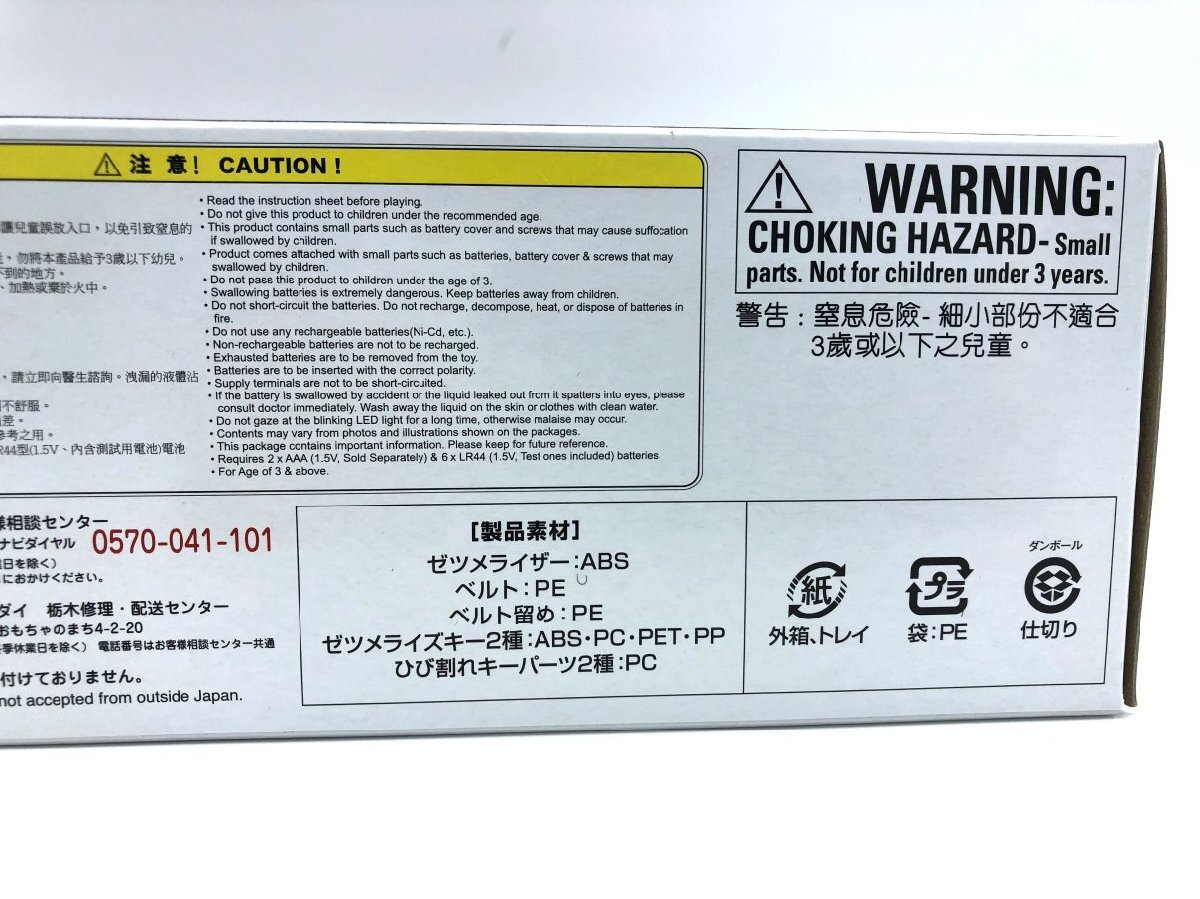 ⚠注 意! CAUTION !
讓兒童誤放入口，以免引致窒息的
，勿將本產品給予3歲以下幼兒。
不到的地方。
、加熱或棄於火中。
，請立即向醫生諮詢。洩漏的液體沾
不舒服。
差。
參考之用。
R44型(1.5V、內含測試用電池)電池
• Read the instruction sheet before playing.
• Do not give this product to children under the recommended age.
• This product contains small parts such as battery cover and screws that may cause suffocation
if swallowed by children.
• Product comes attached with small parts such as batteries, battery cover & screws that may
swallowed by children.
• Do not pass this product to children under the age of 3.
• Swallowing batteries is extremely dangerous. Keep batteries away from children.
• Do not short-circuit the batteries. Do not recharge, decompose, heat, or dispose of batteries in
fire.
• Do not use any rechargeable batteries(Ni-Cd, etc.).
• Non-rechargeable batteries are not to be recharged.
• Exhausted batteries are to be removed from the toy.
• Batteries are to be inserted with the correct polarity.
• Supply terminals are not to be short-circuited.
• If the battery is swallowed by accident or the liquid leaked out from it spatters into eyes, please
consult doctor immediately. Wash away the liquid on the skin or clothes with clean water.
• Do not gaze at the blinking LED light for a long time, otherwise malaise may occur.
• Contents may vary from photos and illustrations shown on the packages.
• This package contains important information. Please keep for future reference.
• Requires 2 x AAA (1.5V, Sold Separately) & 6 x LR44 (1.5V, Test ones included) batteries
• For Age of 3 & above.
WARNING:
CHOKING HAZARD- Small
parts. Not for children under 3 years.
警告：窒息危險- 細小部份不適合
3歲或以下之兒童。
様相談センター
ナビダイヤル 0570-041-101
業日を除く)
におかけください。
ダイ 栃木修理・配送センター
おもちゃのまち4-2-20
季休業日を除く) 電話番号はお客様相談センター共通
付けておりません。
not accepted from outside Japan.
[製品素材]
ゼツメライザー:ABS
ベルト:PE
ベルト留め:PE
ゼツメライズキー2種:ABS・PC・PET・PP
ひび割れキーパーツ2種:PC
紙
外箱、トレイ
プラ
袋:PE
ダンボール
仕切り